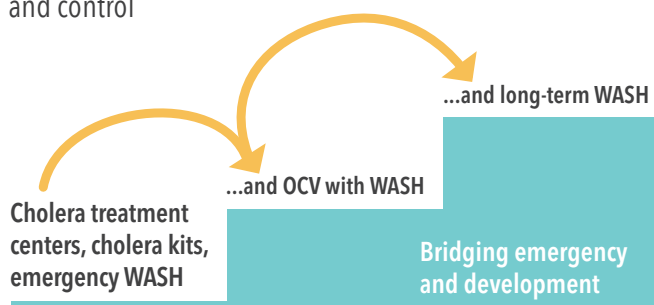 and control
...and long-term WASH
...and OCV with WASH
Cholera treatment
centers, cholera kits,
emergency WASH
Bridging emergency
and development